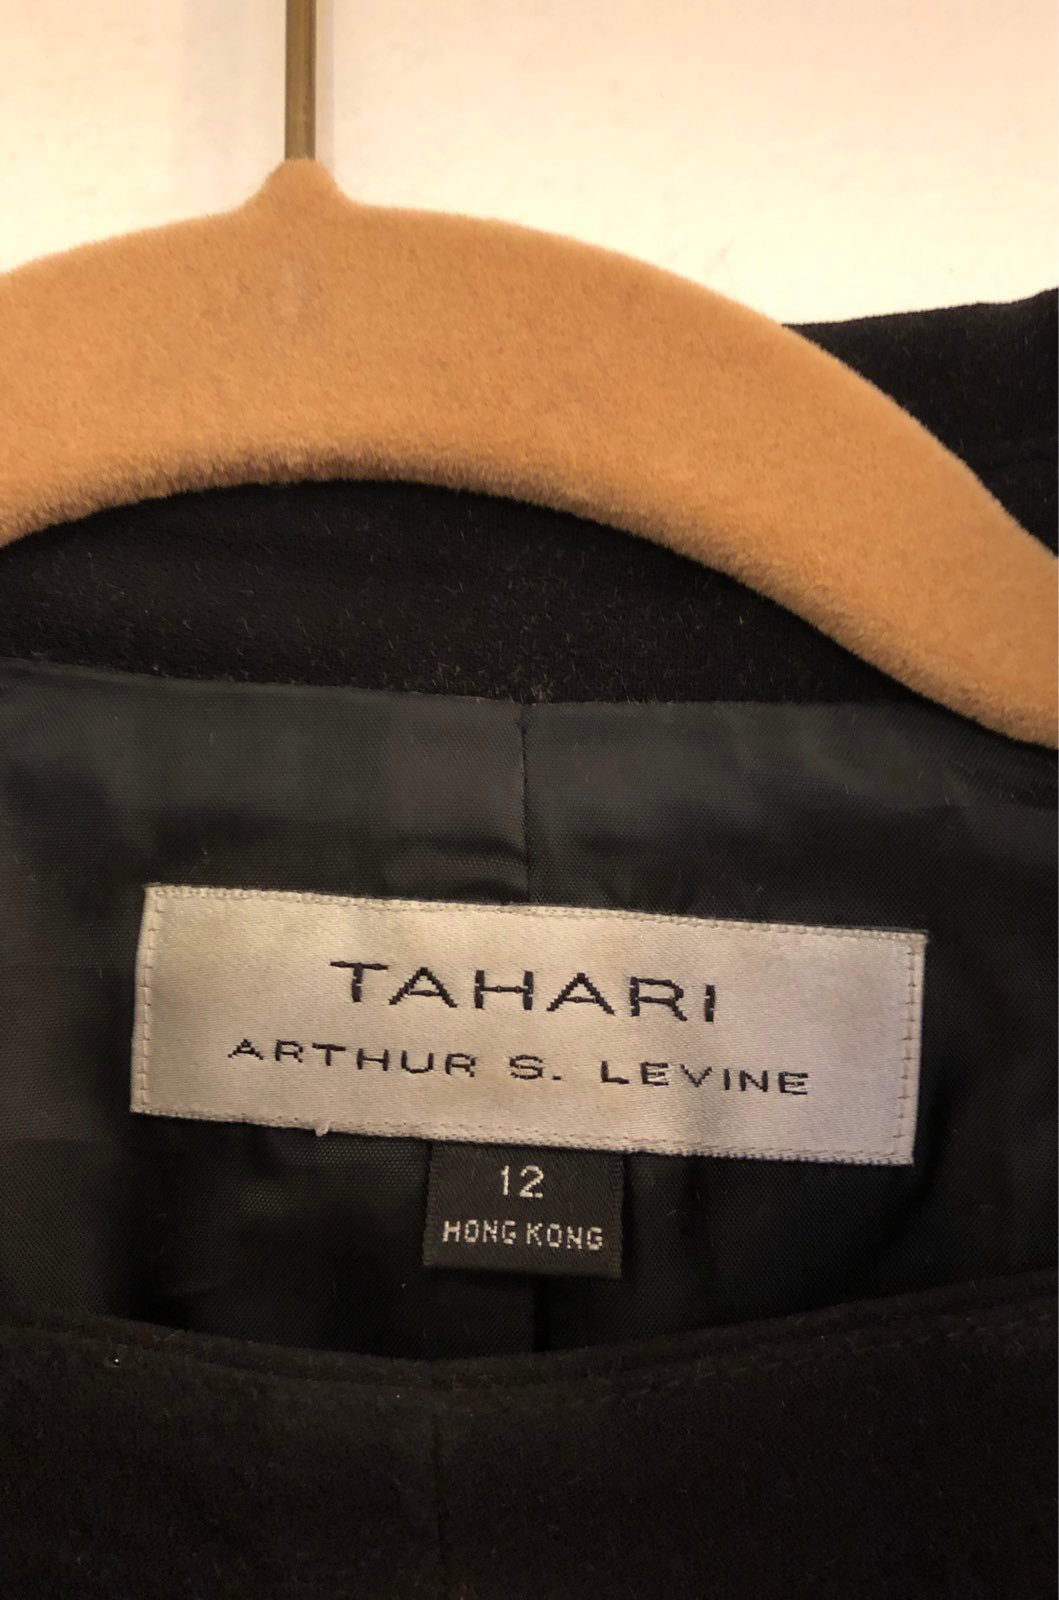 TAHARI
ARTHUR S. LEVINE
12
HONG KONG